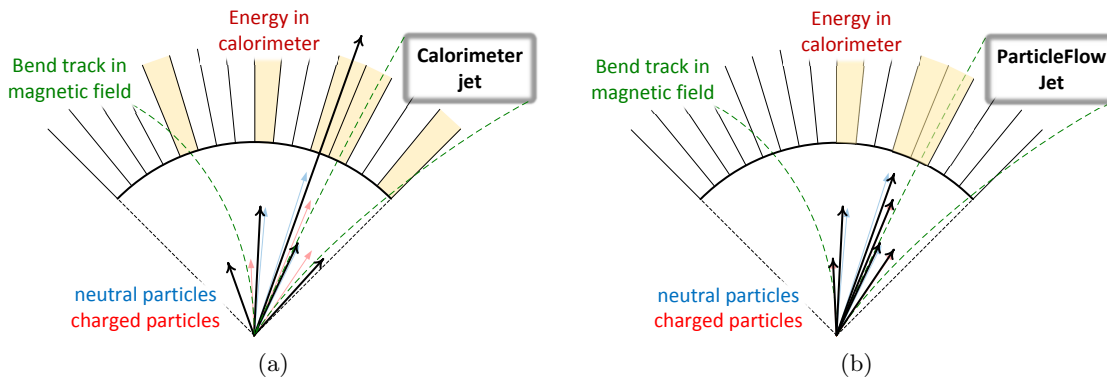 Energy in
calorimeter
Calorimeter
jet
Bend track in
magnetic field
neutral particles
charged particles
(a)
Energy in
calorimeter
ParticleFlow
Jet
Bend track in
magnetic field
neutral particles
charged particles
(b)